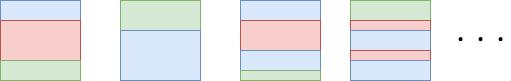 . . .